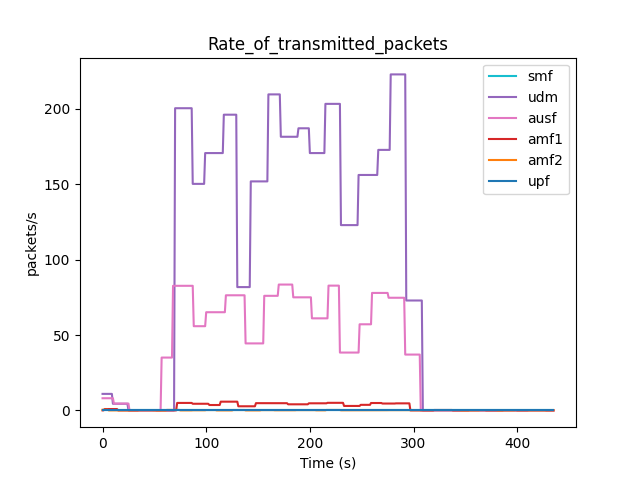 Rate_of_transmitted_packets
smf
udm
ausf
amf1
amf2
upf
packets/s
200
150
100
50
0
0 100 200 300 400
Time (s)